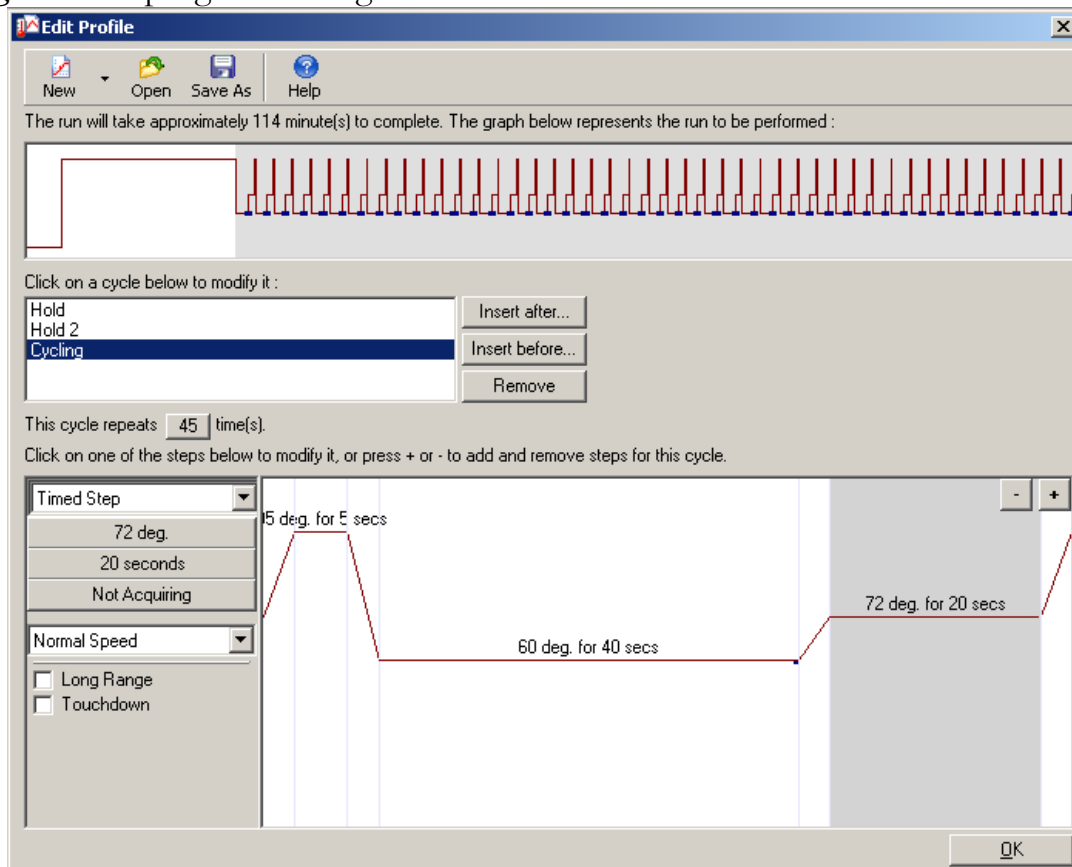 Edit Profile
New Open Save As Help
The run will take approximately 114 minute(s) to complete. The graph below represents the run to be performed :
Click on a cycle below to modify it :
Hold
Hold 2
Cycling
Insert after...
Insert before...
Remove
This cycle repeats 45 time(s).
Click on one of the steps below to modify it, or press + or - to add and remove steps for this cycle.
Timed Step
72 deg.
20 seconds
Not Acquiring
Normal Speed
Long Range
Touchdown
- +
5 deg. for 5 secs
60 deg. for 40 secs
72 deg. for 20 secs
OK